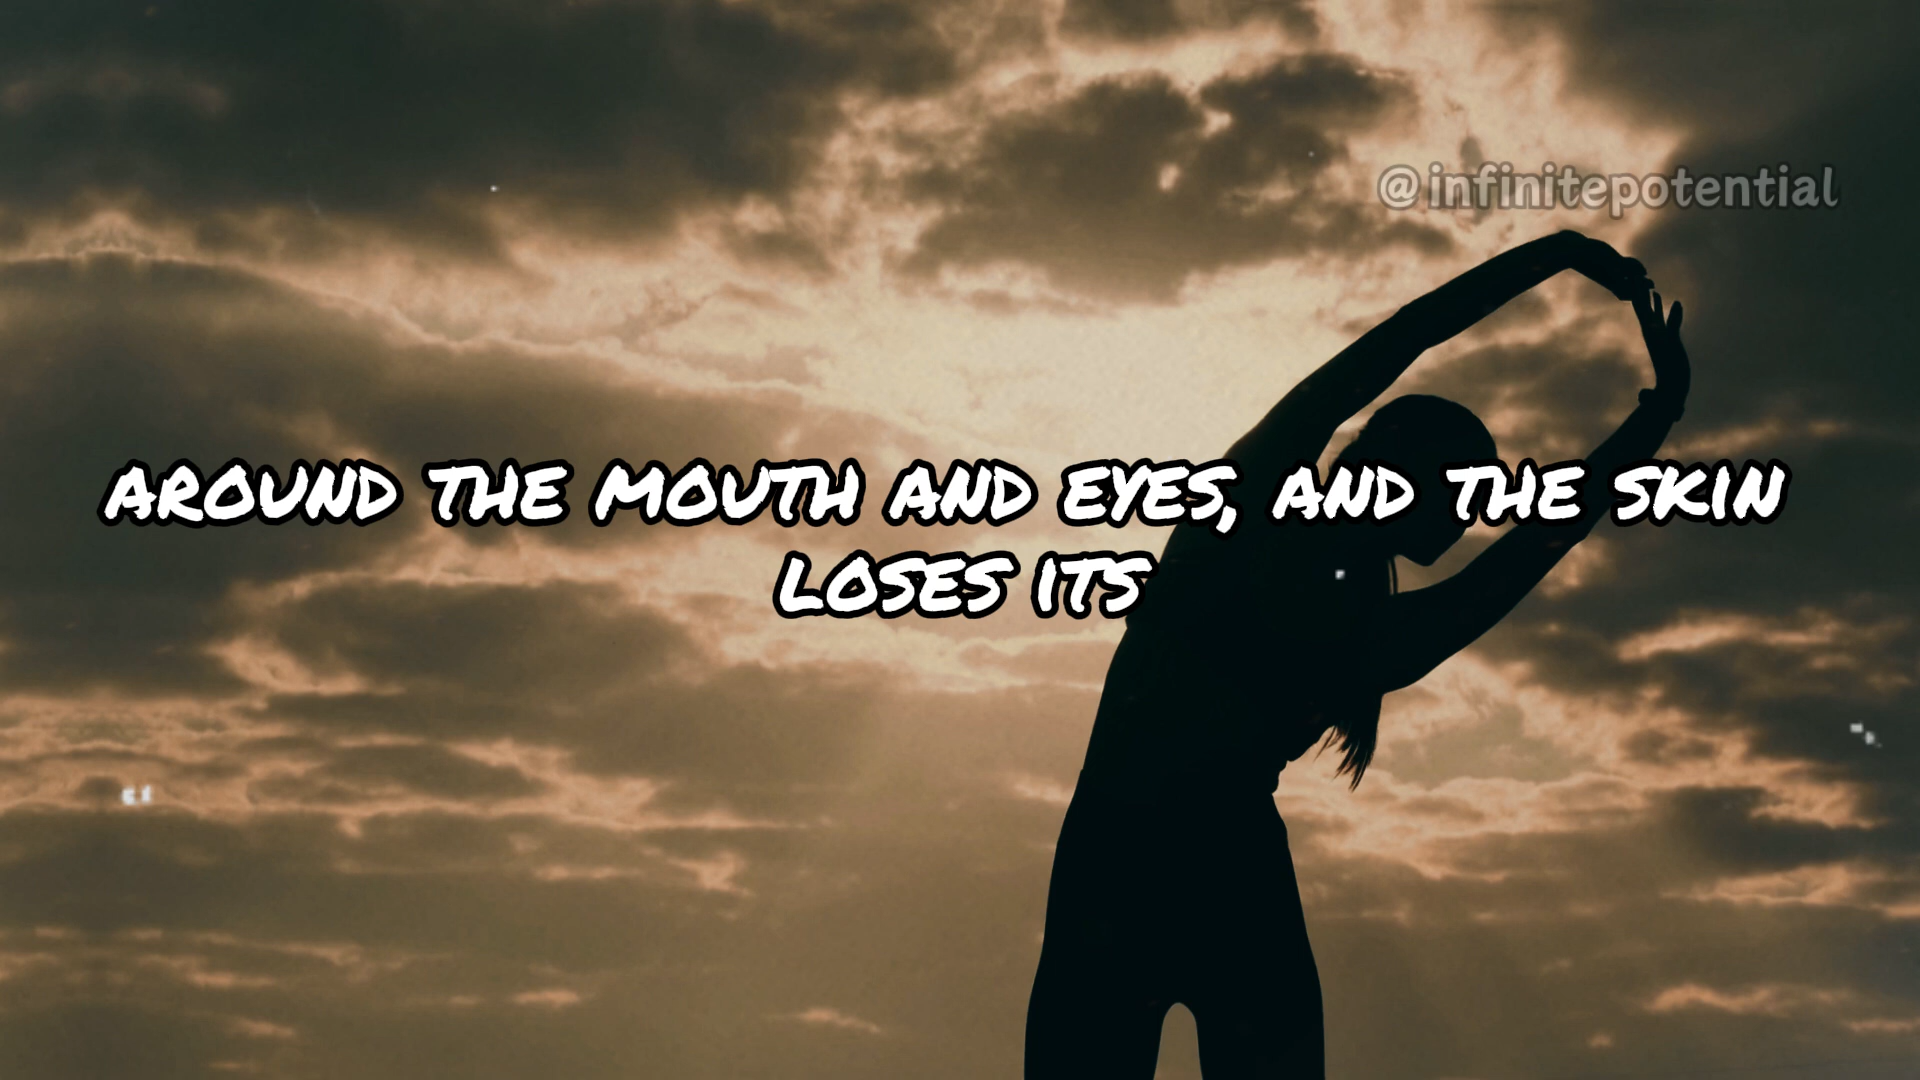 @infinitepotential
AROUND THE MOUTH AND EYES, AND THE SKIN
LOSES ITS